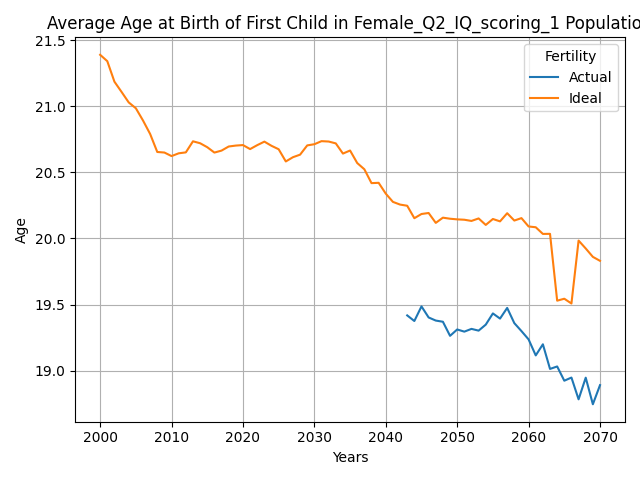 Average Age at Birth of First Child in Female_Q2_IQ_scoring_1 Populatio
21.5
21.0
20.5
20.0
19.5
19.0
Age
Fertility
Actual
Ideal
2000 2010 2020 2030 2040 2050 2060 2070
Years